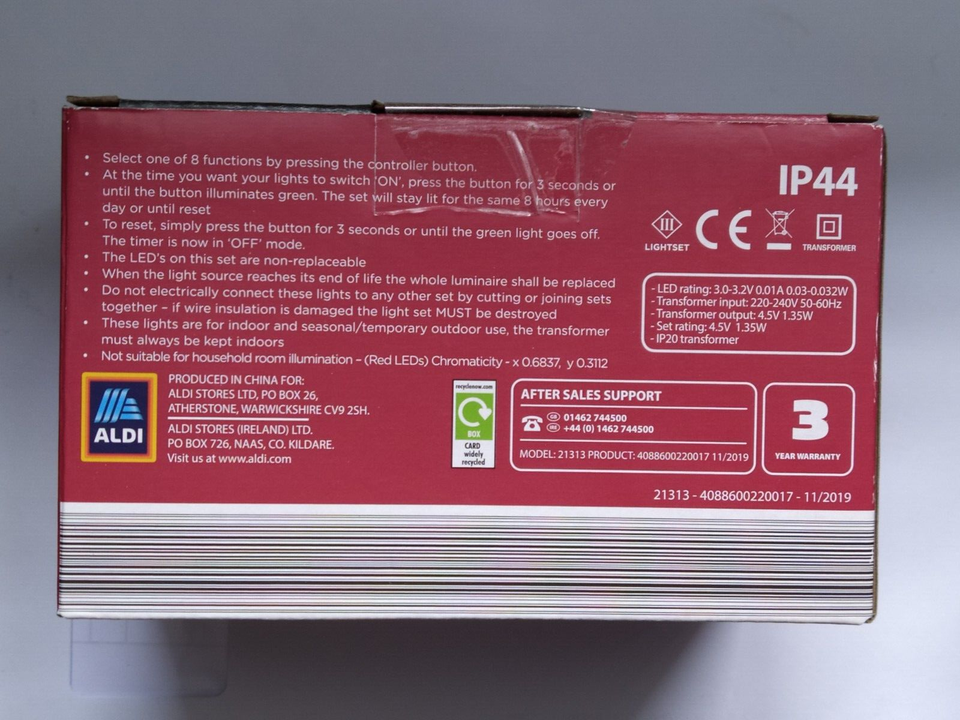 • Select one of 8 functions by pressing the controller button.
• At the time you want your lights to switch 'ON', press the button for 3 seconds or
until the button illuminates green. The set will stay lit for the same 8 hours every
day or until reset
• To reset, simply press the button for 3 seconds or until the green light goes off.
The timer is now in 'OFF' mode.
• The LED's on this set are non-replaceable
• When the light source reaches its end of life the whole luminaire shall be replaced
• Do not electrically connect these lights to any other set by cutting or joining sets
together – if wire insulation is damaged the light set MUST be destroyed
• These lights are for indoor and seasonal/temporary outdoor use, the transformer
must always be kept indoors
• Not suitable for household room illumination – (Red LEDs) Chromaticity - x 0.6837, y 0.3112
IP44
III
LIGHTSET
CE
TRANSFORMER
- LED rating: 3.0-3.2V 0.01A 0.03-0.032W
- Transformer input: 220-240V 50-60Hz
- Transformer output: 4.5V 1.35W
- Set rating: 4.5V 1.35W
- IP20 transformer
ALDI
PRODUCED IN CHINA FOR:
ALDI STORES LTD, PO BOX 26,
ATHERSTONE, WARWICKSHIRE CV9 2SH.
ALDI STORES (IRELAND) LTD.
PO BOX 726, NAAS, CO. KILDARE.
Visit us at www.aldi.com
recyclenow.com
BOX
CARD
widely
recycled
AFTER SALES SUPPORT
GB 01462 744500
IRE +44 (0) 1462 744500
MODEL: 21313 PRODUCT: 4088600220017 11/2019
3
YEAR WARRANTY
21313 - 4088600220017 - 11/2019